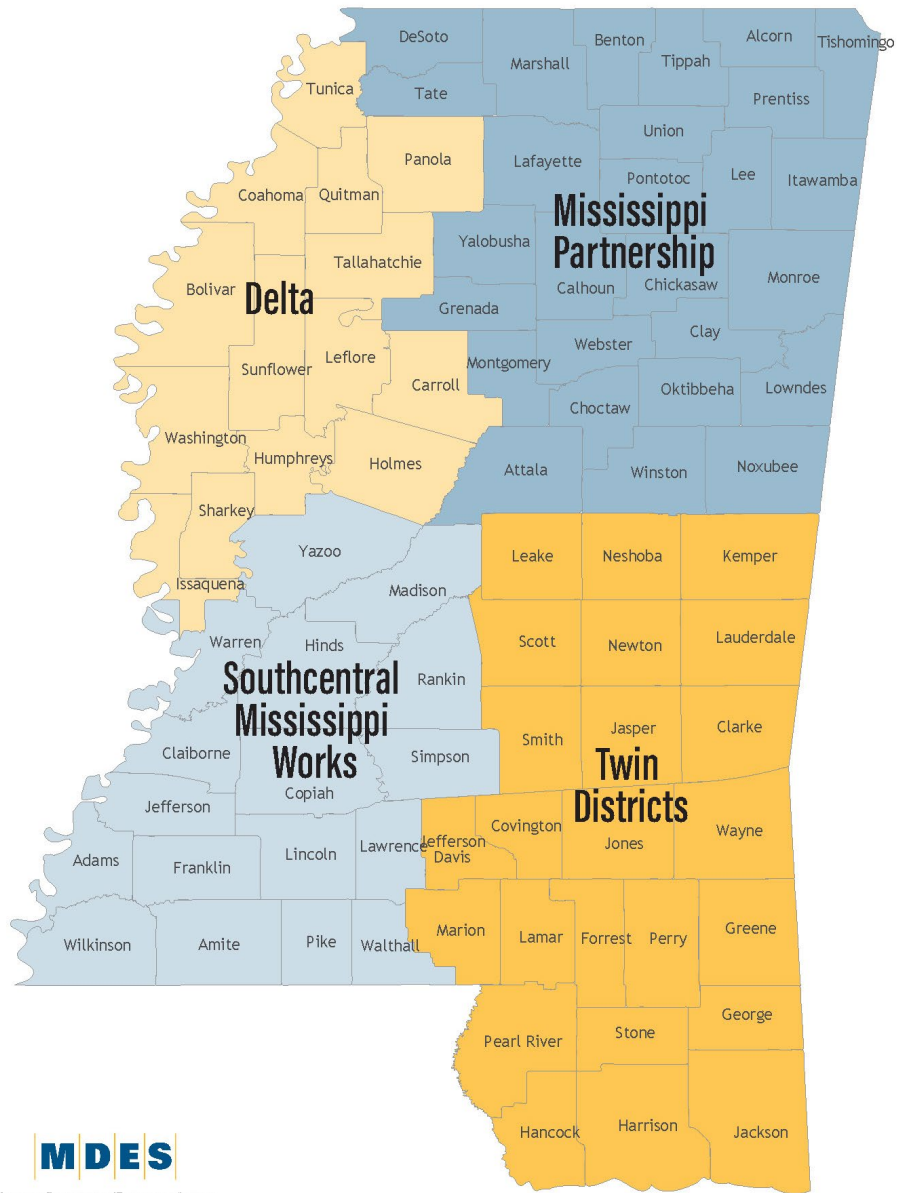 DeSoto
Benton
Alcorn
Tishomingo
Marshall
Tippah
Tunica
Tate
Prentiss
Union
Panola
Lafayette
Lee
Pontotoc
Itawamba
Coahoma
Quitman
Mississippi
Partnership
Yalobusha
Tallahatchie
Monroe
Bolivar
Delta
Calhoun
Chickasaw
Grenada
Clay
Webster
Leflore
Montgomery
Sunflower
Carroll
Oktibbeha
Lowndes
Choctaw
Washington
Humphreys
Holmes
Attala
Winston
Noxubee
Sharkey
Yazoo
Leake
Neshoba
Kemper
Issaquena
Madison
Warren
Hinds
Scott
Newton
Lauderdale
Southcentral
Mississippi
Works
Rankin
Smith
Jasper
Clarke
Claiborne
Simpson
Twin
Districts
Copiah
Jefferson
Covington
Jones
Wayne
Adams
Franklin
Lincoln
Lawrence
Jefferson
Davis
Wilkinson
Amite
Pike
Walthall
Marion
Lamar
Forrest
Perry
Greene
George
Pearl River
Stone
Hancock
Harrison
Jackson
MDES